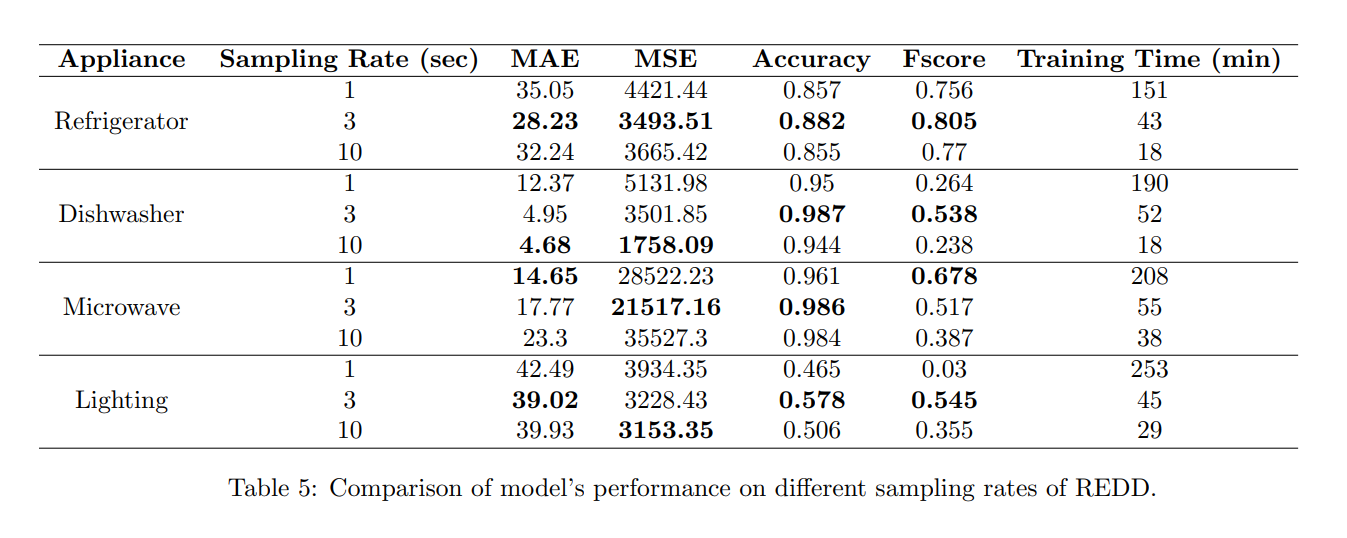 Appliance Sampling Rate (sec) MAE MSE Accuracy Fscore Training Time (min)
1 35.05 4421.44 0.857 0.756 151
Refrigerator 3 28.23 3493.51 0.882 0.805 43
10 32.24 3665.42 0.855 0.77 18
1 12.37 5131.98 0.95 0.264 190
Dishwasher 3 4.95 3501.85 0.987 0.538 52
10 4.68 1758.09 0.944 0.238 18
1 14.65 28522.23 0.961 0.678 208
Microwave 3 17.77 21517.16 0.986 0.517 55
10 23.3 35527.3 0.984 0.387 38
1 42.49 3934.35 0.465 0.03 253
Lighting 3 39.02 3228.43 0.578 0.545 45
10 39.93 3153.35 0.506 0.355 29
Table 5: Comparison of model's performance on different sampling rates of REDD.